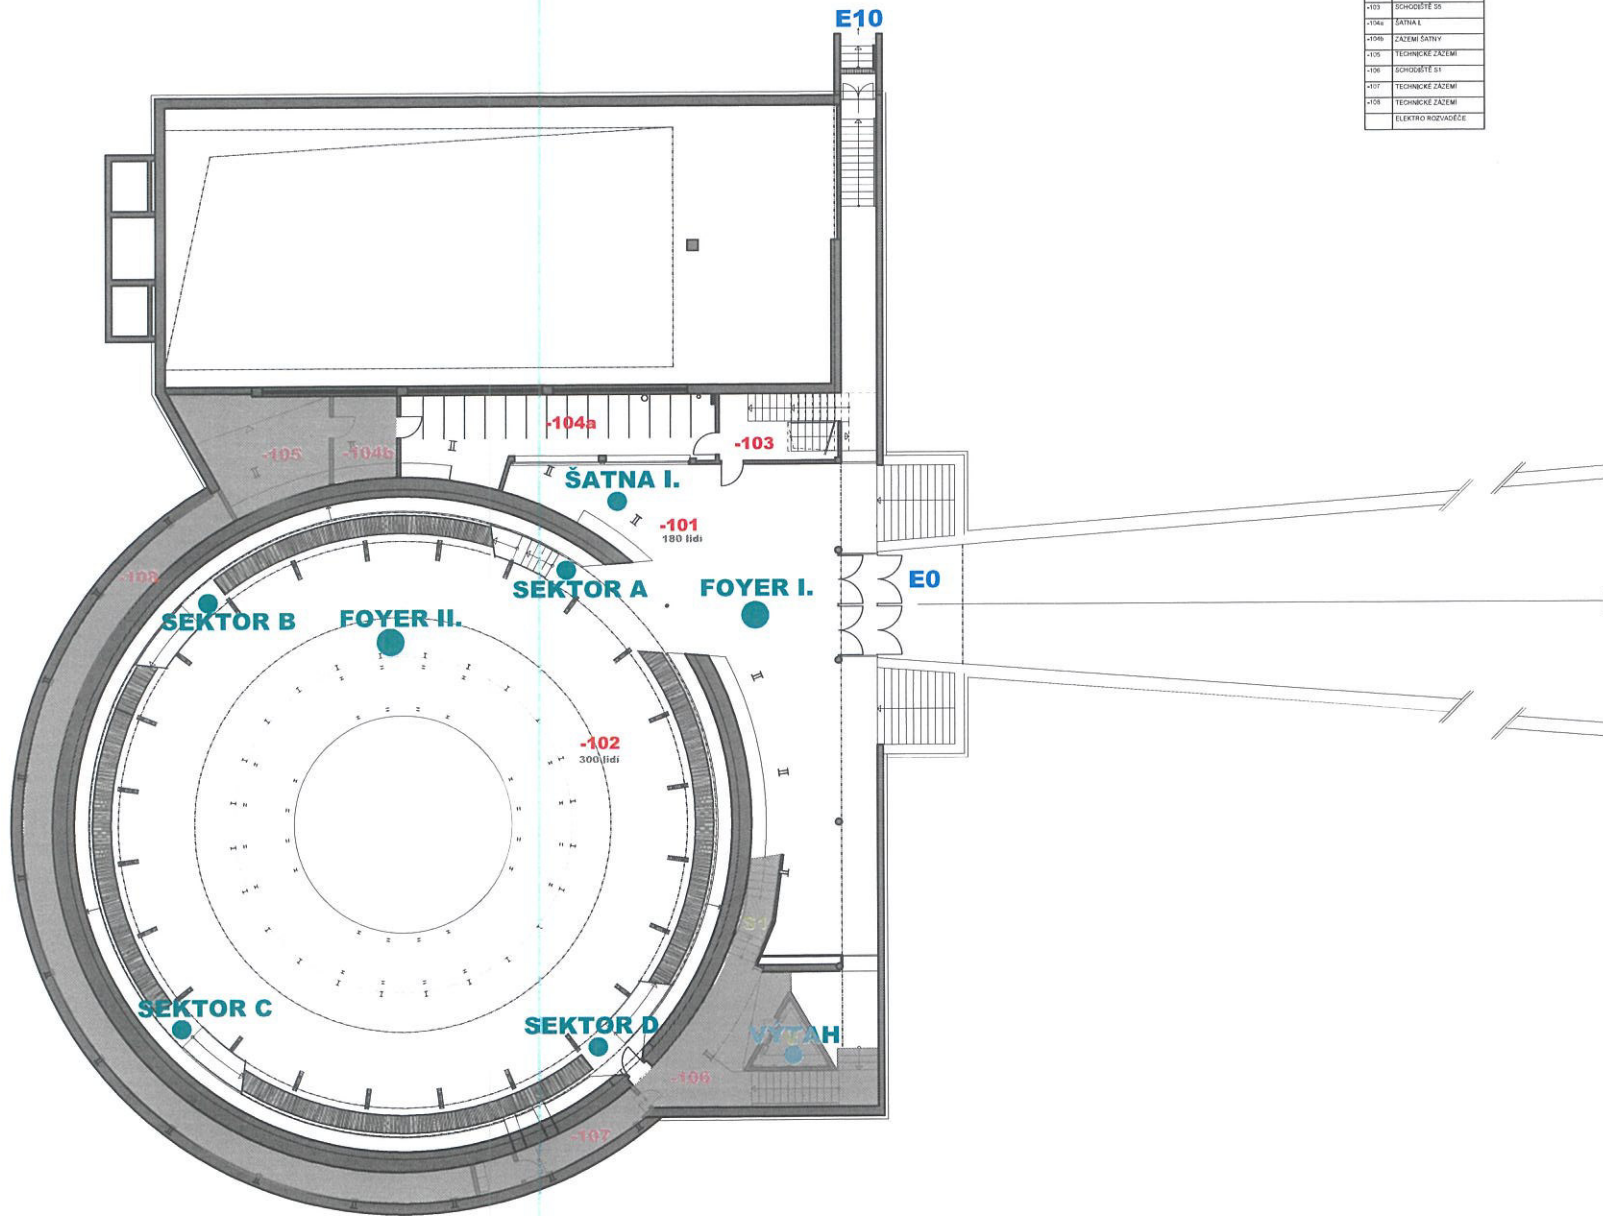 E10
-103 SCHODIŠTĚ S5
-104a ŠATNA I.
-104b ZÁZEMÍ ŠATNY
-105 TECHNICKÉ ZÁZEMÍ
-106 SCHODIŠTĚ S1
-107 TECHNICKÉ ZÁZEMÍ
-108 TECHNICKÉ ZÁZEMÍ
ELEKTRO ROZVADĚČE
-104a
-103
-105
-104b
ŠATNA I.
-101
180 lidí
-108
SEKTOR A
FOYER I.
E0
SEKTOR B
FOYER II.
-102
300 lidí
S1
SEKTOR C
SEKTOR D
VÝTAH
-106
-107